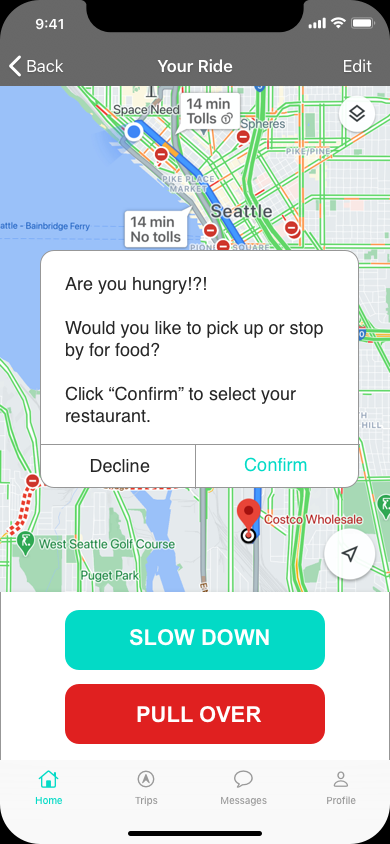 9:41
Back
Your Ride
Edit
14 min
Tolls
Space Need
Spheres
PIKE/PINE
PIKE PLACE
MARKET
Seattle
attle - Bainbridge Ferry
14 min
No tolls
SQUARE
Are you hungry!?!
Would you like to pick up or stop
by for food?
Click “Confirm” to select your
restaurant.
HILL
Decline
Confirm
Costco Wholesale
West Seattle Golf Course
Puget Park
SLOW DOWN
PULL OVER
Home
Trips
Messages
Profile